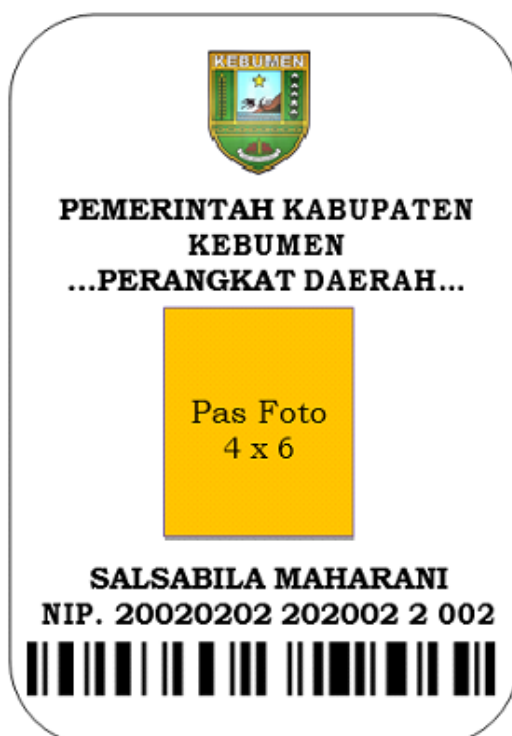 KEBUMEN
PEMERINTAH KABUPATEN
KEBUMEN
...PERANGKAT DAERAH...
Pas Foto
4 x 6
SALSABILA MAHARANI
NIP. 20020202 202002 2 002